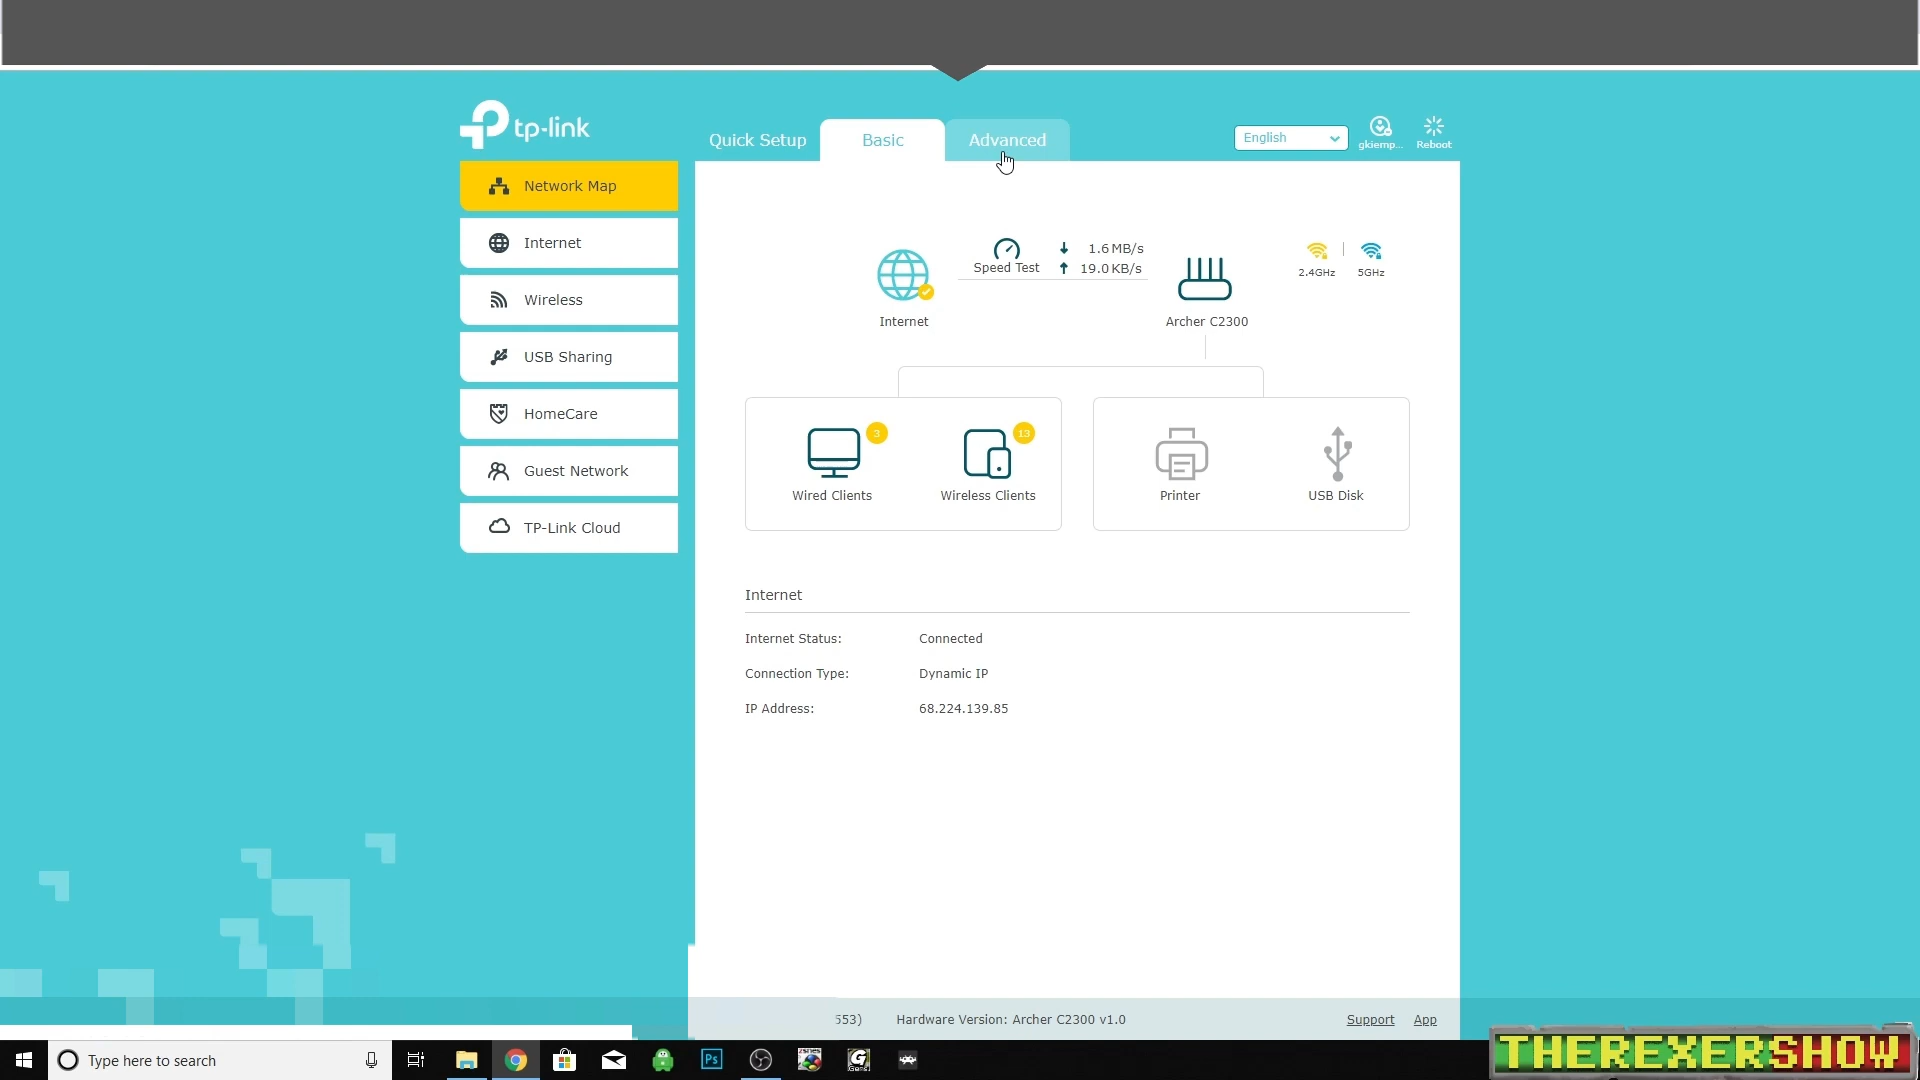 tp-link
Quick Setup
Basic
Advanced
English
gkiemp...
Reboot
Network Map
Internet
Wireless
USB Sharing
HomeCare
Guest Network
TP-Link Cloud
Internet
Speed Test
1.6 MB/s
19.0 KB/s
Archer C2300
2.4GHz
5GHz
3
13
Wired Clients
Wireless Clients
Printer
USB Disk
Internet
Internet Status: Connected
Connection Type: Dynamic IP
IP Address: 68.224.139.85
553) Hardware Version: Archer C2300 v1.0
Support
App
Type here to search
Ps
THEREXERSHOW